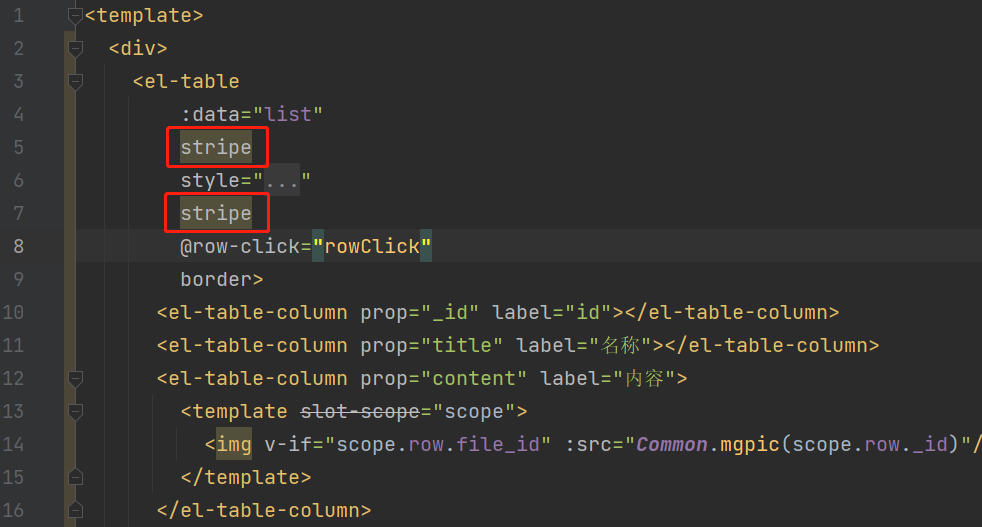 1 <template>
2 <div>
3 <el-table
4 :data="list"
5 stripe
6 style="..."
7 stripe
8 @row-click="rowClick"
9 border>
10 <el-table-column prop="_id" label="id"></el-table-column>
11 <el-table-column prop="title" label="名称"></el-table-column>
12 <el-table-column prop="content" label="内容">
13 <template slot-scope="scope">
14 <img v-if="scope.row.file_id" :src="Common.mgpic(scope.row._id)"/
15 </template>
16 </el-table-column>